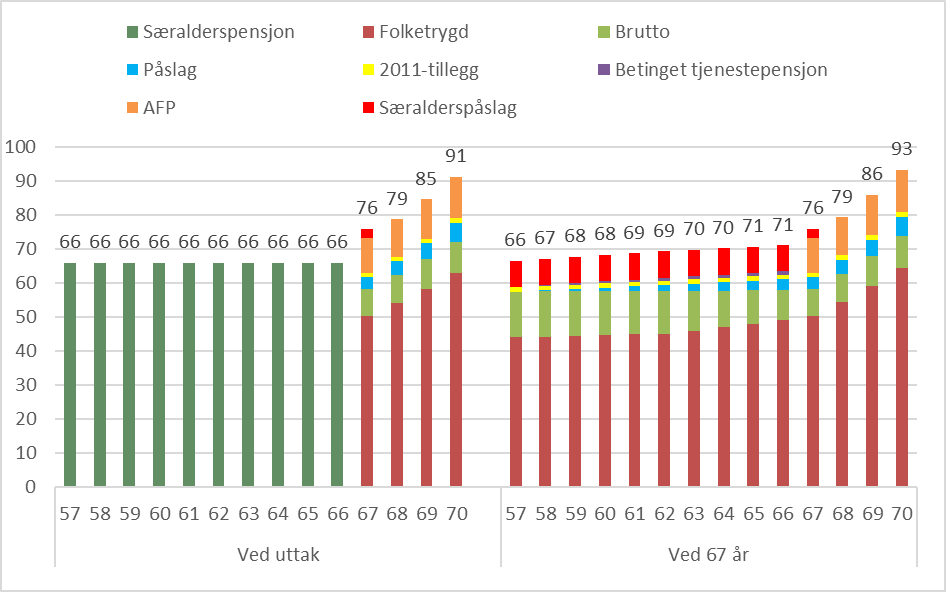 Særalderspensjon Folketrygd Brutto
Påslag 2011-tillegg Betinget tjenestepensjon
AFP Særalderspåslag
100
90
80
70
60
50
40
30
20
10
0
66 66 66 66 66 66 66 66 66 66 76 79 85 91
66 67 68 68 69 69 70 70 71 71 76 79 86 93
57 58 59 60 61 62 63 64 65 66 67 68 69 70 57 58 59 60 61 62 63 64 65 66 67 68 69 70
Ved uttak Ved 67 år